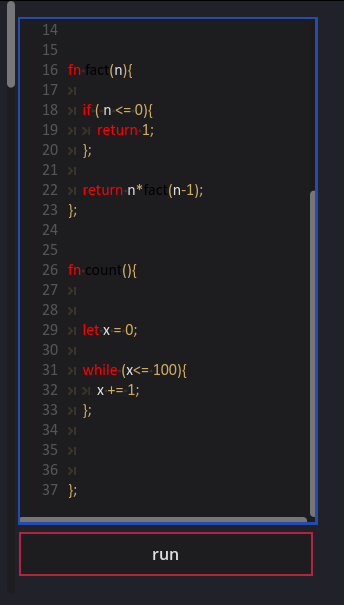 14
15
16 fn fact(n){
17
18 if ( n <= 0){
19 return 1;
20 };
21
22 return n*fact(n-1);
23 };
24
25
26 fn count(){
27
28
29 let x = 0;
30
31 while (x<= 100){
32 x += 1;
33 };
34
35
36
37 };
run